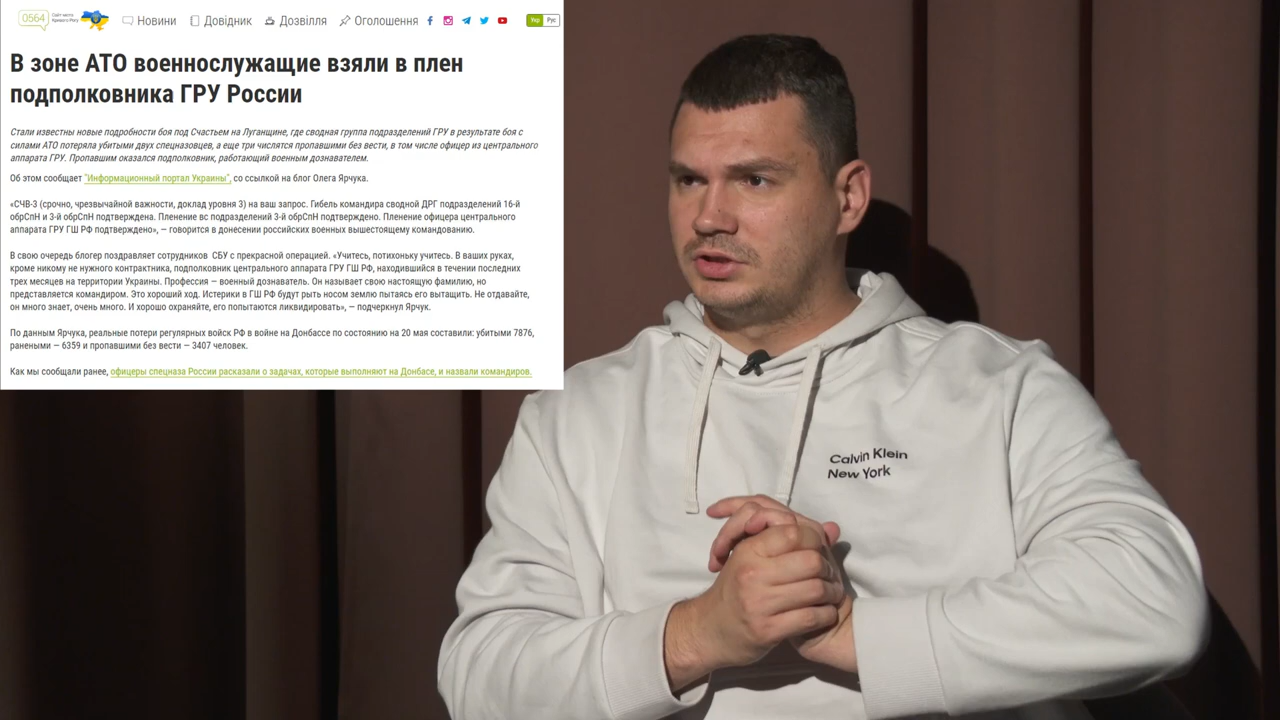 0564
Сайт міста
Кривого Рогу
Новини
Довідник
Дозвілля
Оголошення
Укр
Рус
В зоне АТО военнослужащие взяли в плен
подполковника ГРУ России
Стали известны новые подробности боя под Счастьем на Луганщине, где сводная группа подразделений ГРУ в результате боя с
силами АТО потеряла убитыми двух спецназовцев, а еще три числятся пропавшими без вести, в том числе офицер из центрального
аппарата ГРУ. Пропавшим оказался подполковник, работающий военным дознавателем.
Об этом сообщает "Информационный портал Украины", со ссылкой на блог Олега Ярчука.
«СЧВ-3 (срочно, чрезвычайной важности, доклад уровня 3) на ваш запрос. Гибель командира сводной ДРГ подразделений 16-й
обрСпН и 3-й обрСпН подтверждена. Пленение вс подразделений 3-й обрСпН подтверждено. Пленение офицера центрального
аппарата ГРУ ГШ РФ подтверждено», — говорится в донесении российских военных вышестоящему командованию.
В свою очередь блогер поздравляет сотрудников СБУ с прекрасной операцией. «Учитесь, потихоньку учитесь. В ваших руках,
кроме никому не нужного контрактника, подполковник центрального аппарата ГРУ ГШ РФ, находившийся в течении последних
трех месяцев на территории Украины. Профессия — военный дознаватель. Он называет свою настоящую фамилию, но
представляется командиром. Это хороший ход. Истерики в ГШ РФ будут рыть носом землю пытаясь его вытащить. Не отдавайте,
он много знает, очень много. И хорошо охраняйте, его попытаются ликвидировать», — подчеркнул Ярчук.
По данным Ярчука, реальные потери регулярных войск РФ в войне на Донбассе по состоянию на 20 мая составили: убитыми 7876,
ранеными — 6359 и пропавшими без вести — 3407 человек.
Как мы сообщали ранее, офицеры спецназа России рассказали о задачах, которые выполняют на Донбасе, и назвали командиров.
Calvin Klein
New York